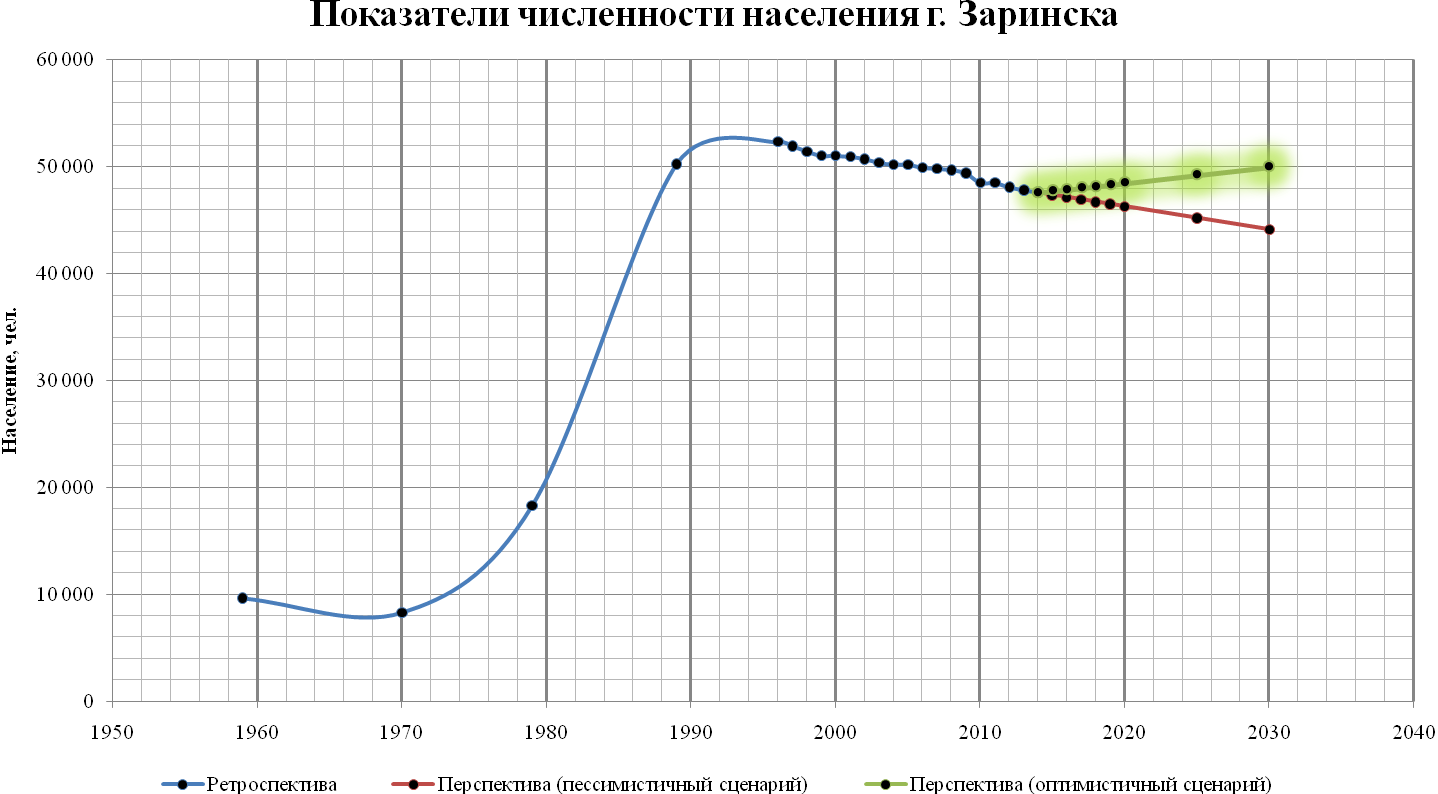 Показатели численности населения г. Заринска
60 000
50 000
40 000
30 000
20 000
10 000
0
Население, чел.
1950 1960 1970 1980 1990 2000 2010 2020 2030 2040
Ретроспектива Перспектива (пессимистичный сценарий) Перспектива (оптимистичный сценарий)